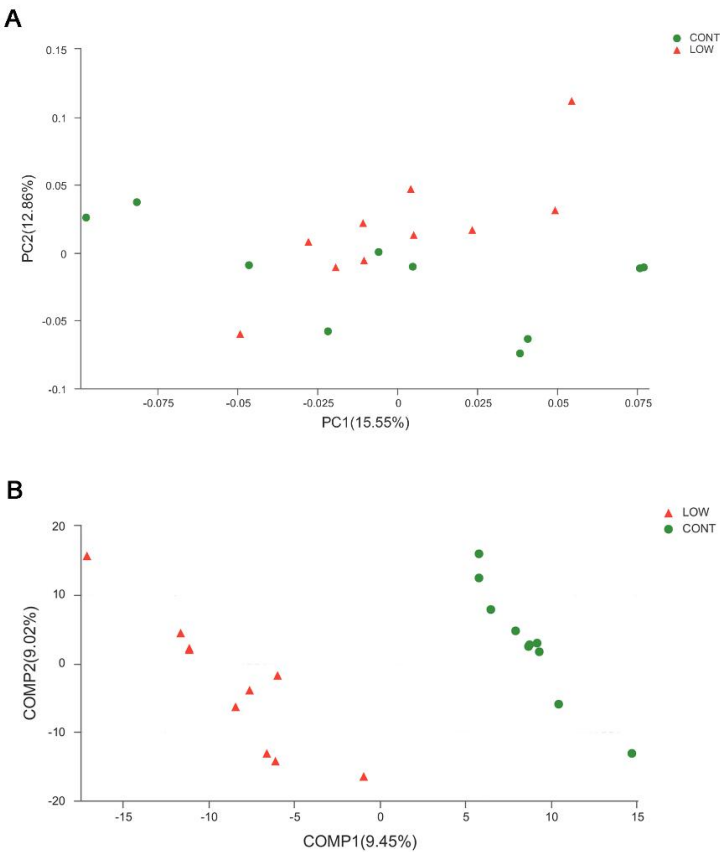 A
CONT
LOW
0.15
0.1
0.05
0
-0.05
-0.1
PC2(12.86%)
-0.075 -0.05 -0.025 0 0.025 0.05 0.075
PC1(15.55%)
B
LOW
CONT
20
10
0
-10
-20
COMP2(9.02%)
-15 -10 -5 0 5 10 15
COMP1(9.45%)